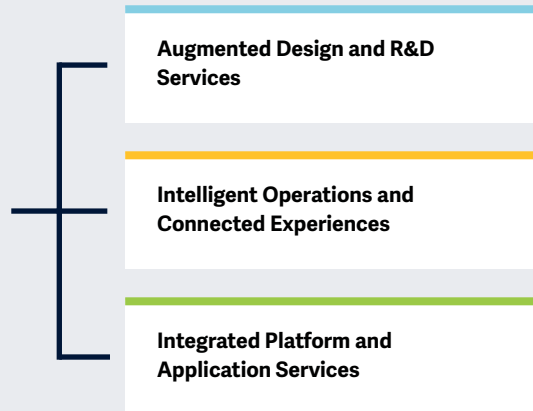 Augmented Design and R&D
Services
Intelligent Operations and
Connected Experiences
Integrated Platform and
Application Services